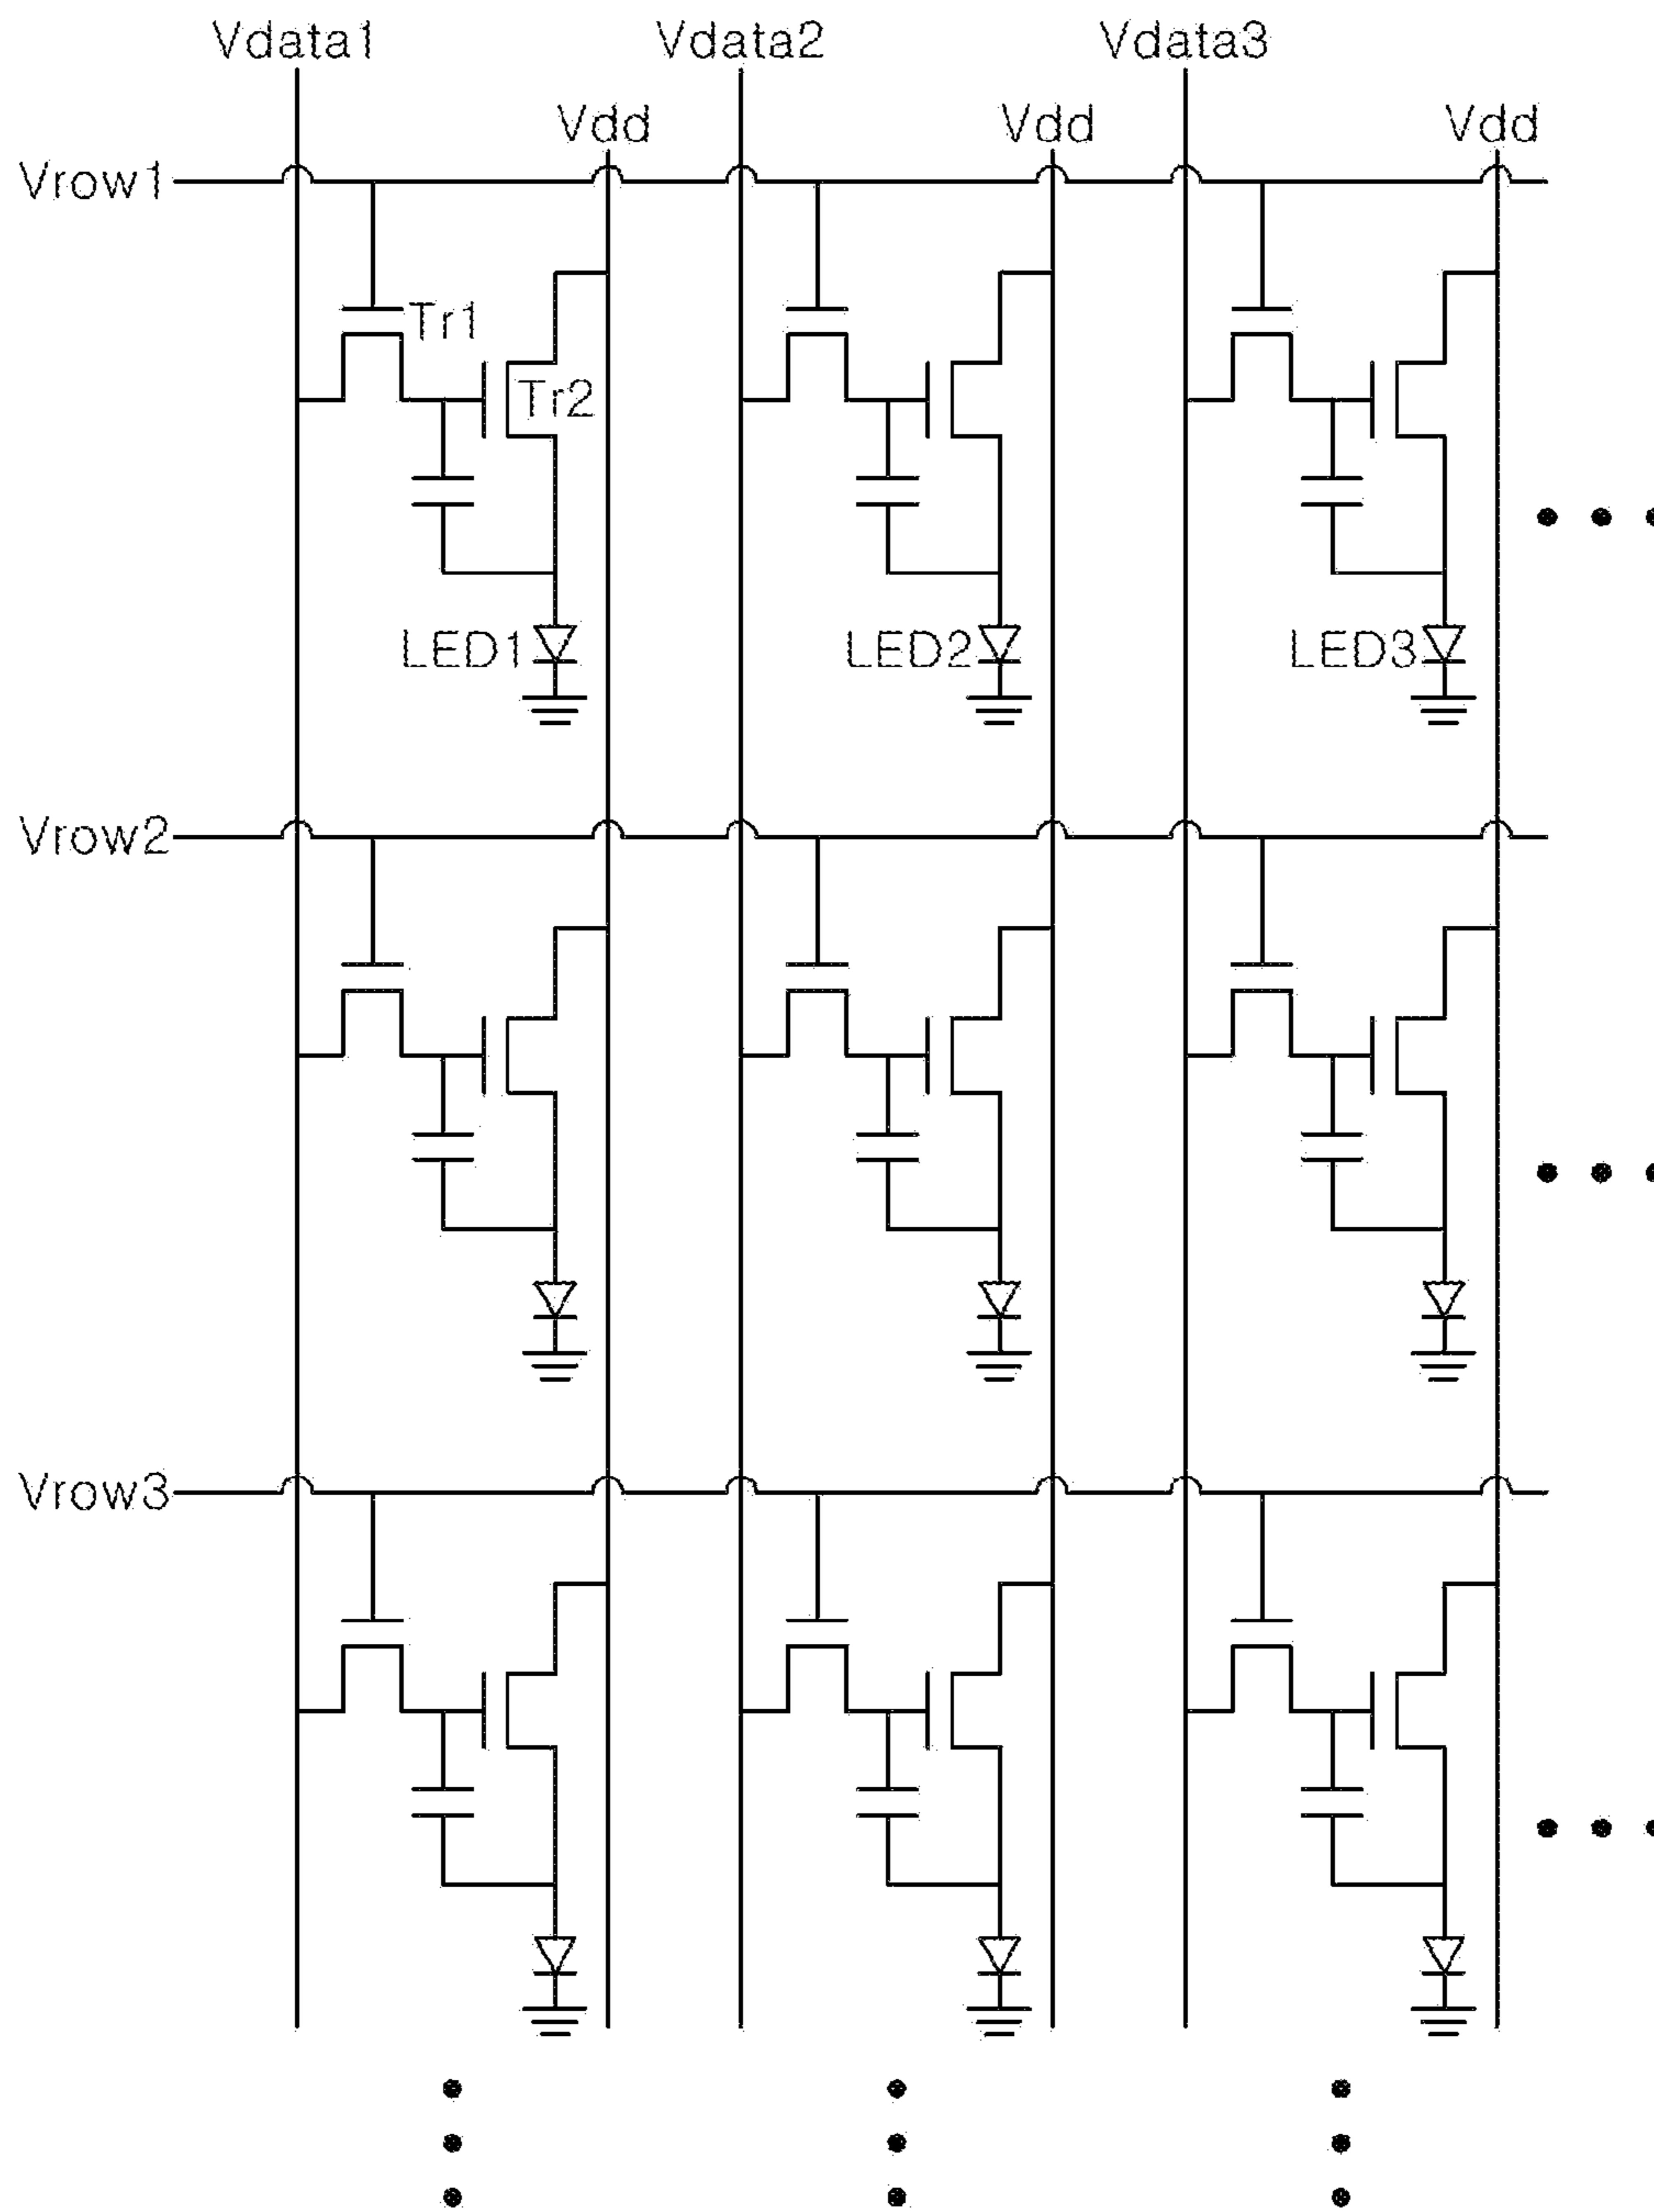 Vdata1 Vdata2 Vdata3
Vdd Vdd Vdd
Vrow1
Tr1
Tr2
LED1 LED2 LED3
Vrow2
Vrow3